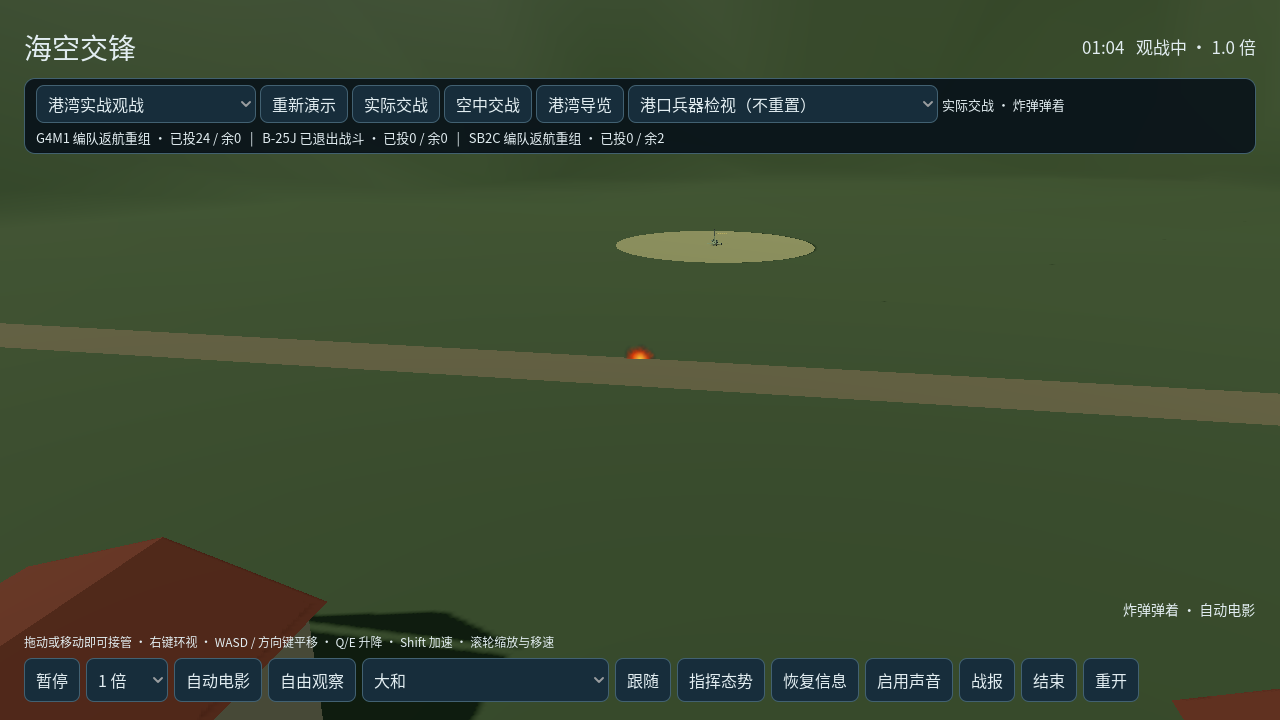 海空交锋
01:04 观战中 · 1.0 倍
港湾实战观战 重新演示 实际交战 空中交战 港湾导览 港口兵器检视（不重置） 实际交战 · 炸弹弹着
G4M1 编队返航重组 · 已投24 / 余0 | B-25J 已退出战斗 · 已投0 / 余0 | SB2C 编队返航重组 · 已投0 / 余2
炸弹弹着 · 自动电影
拖动或移动即可接管 · 右键环视 · WASD / 方向键平移 · Q/E 升降 · Shift 加速 · 滚轮缩放与移速
暂停 1 倍 自动电影 自由观察 大和 跟随 指挥态势 恢复信息 启用声音 战报 结束 重开